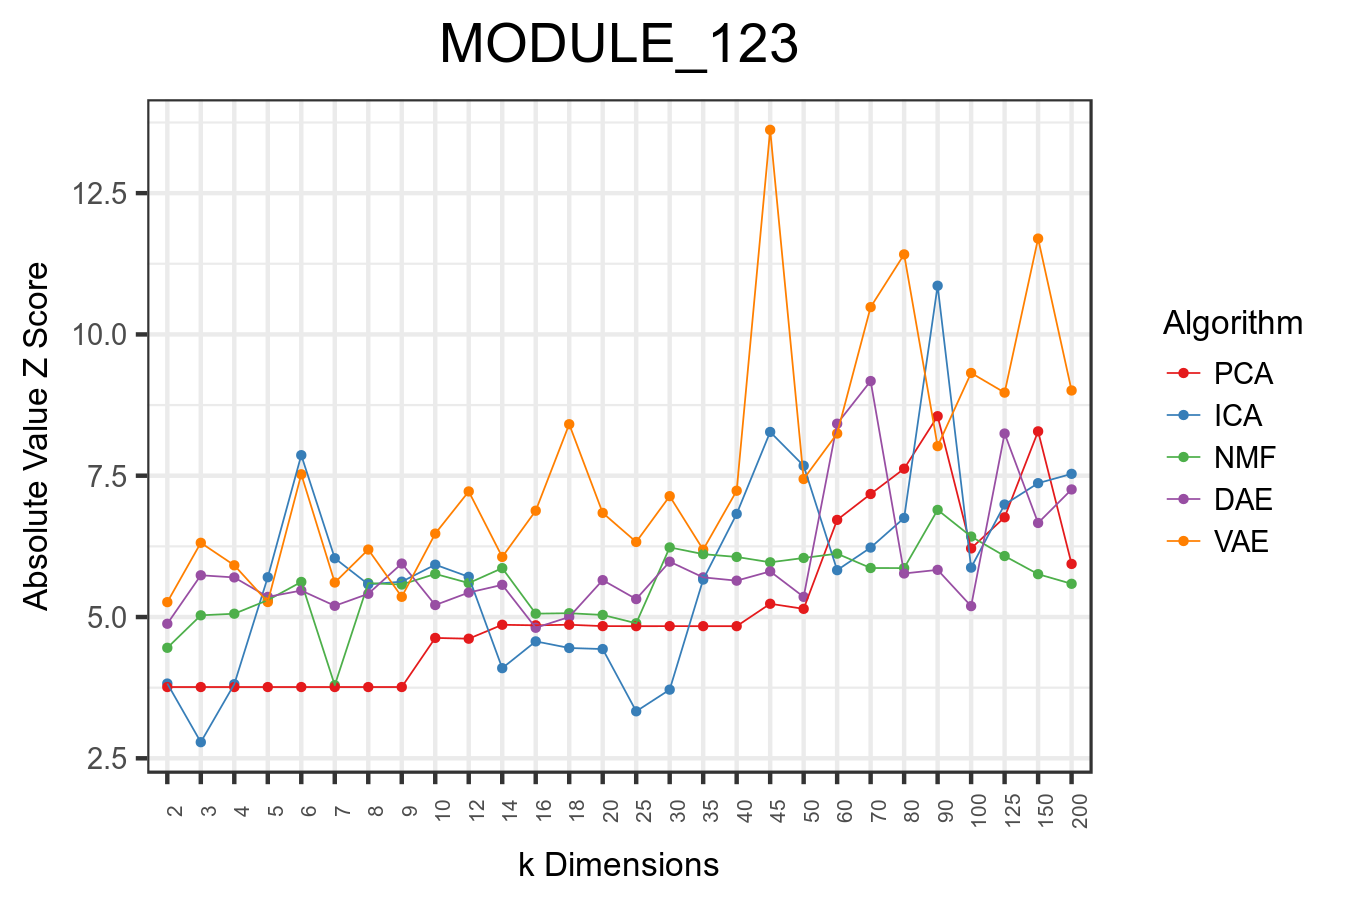 MODULE_123
Absolute Value Z Score
12.5
10.0
7.5
5.0
2.5
2 3 4 5 6 7 8 9 10 12 14 16 18 20 25 30 35 40 45 50 60 70 80 90 100 125 150 200
k Dimensions
Algorithm
PCA
ICA
NMF
DAE
VAE